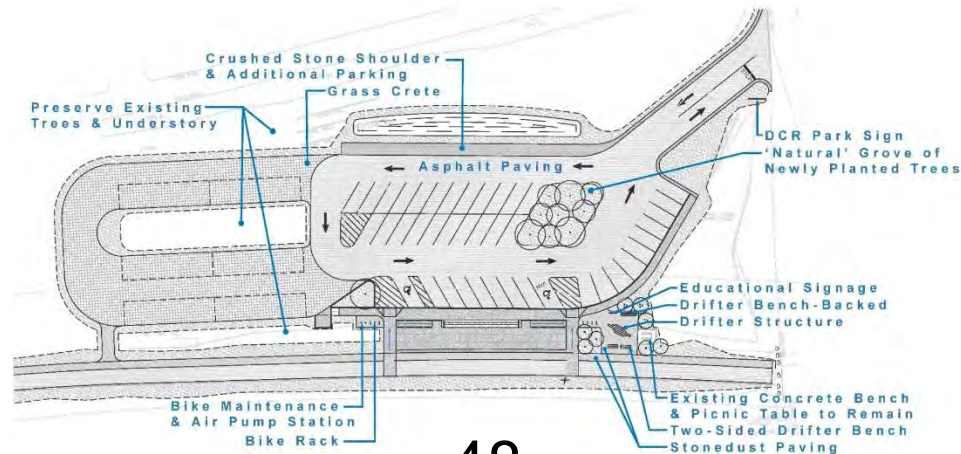 Crushed Stone Shoulder
& Additional Parking
Grass Crete
Preserve Existing
Trees & Understory
Asphalt Paving
DCR Park Sign
'Natural' Grove of
Newly Planted Trees
Educational Signage
Drifter Bench-Backed
Drifter Structure
Bike Maintenance
& Air Pump Station
Bike Rack
Existing Concrete Bench
& Picnic Table to Remain
Two-Sided Drifter Bench
Stonedust Paving
48